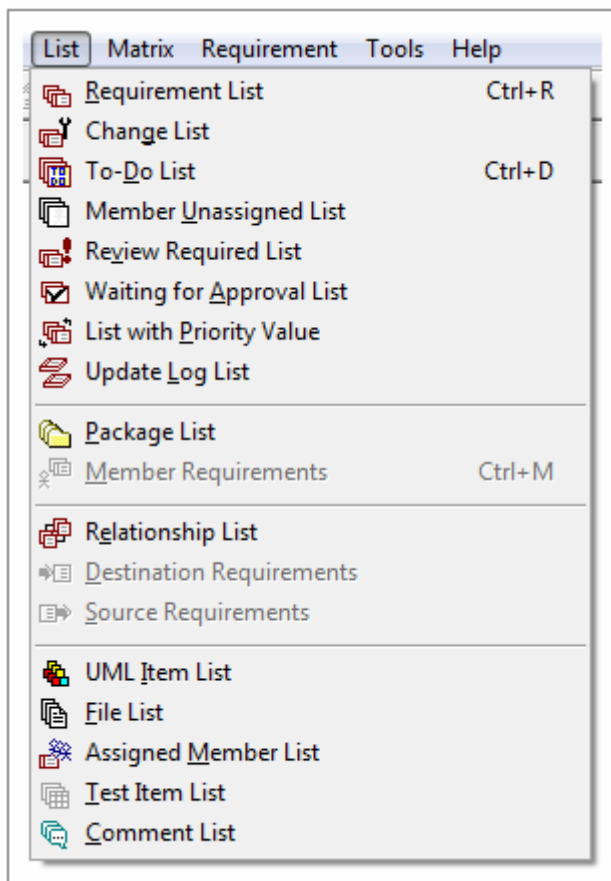 List Matrix Requirement Tools Help
Requirement List Ctrl+R
Change List
To-Do List Ctrl+D
Member Unassigned List
Review Required List
Waiting for Approval List
List with Priority Value
Update Log List
Package List
Member Requirements Ctrl+M
Relationship List
Destination Requirements
Source Requirements
UML Item List
File List
Assigned Member List
Test Item List
Comment List